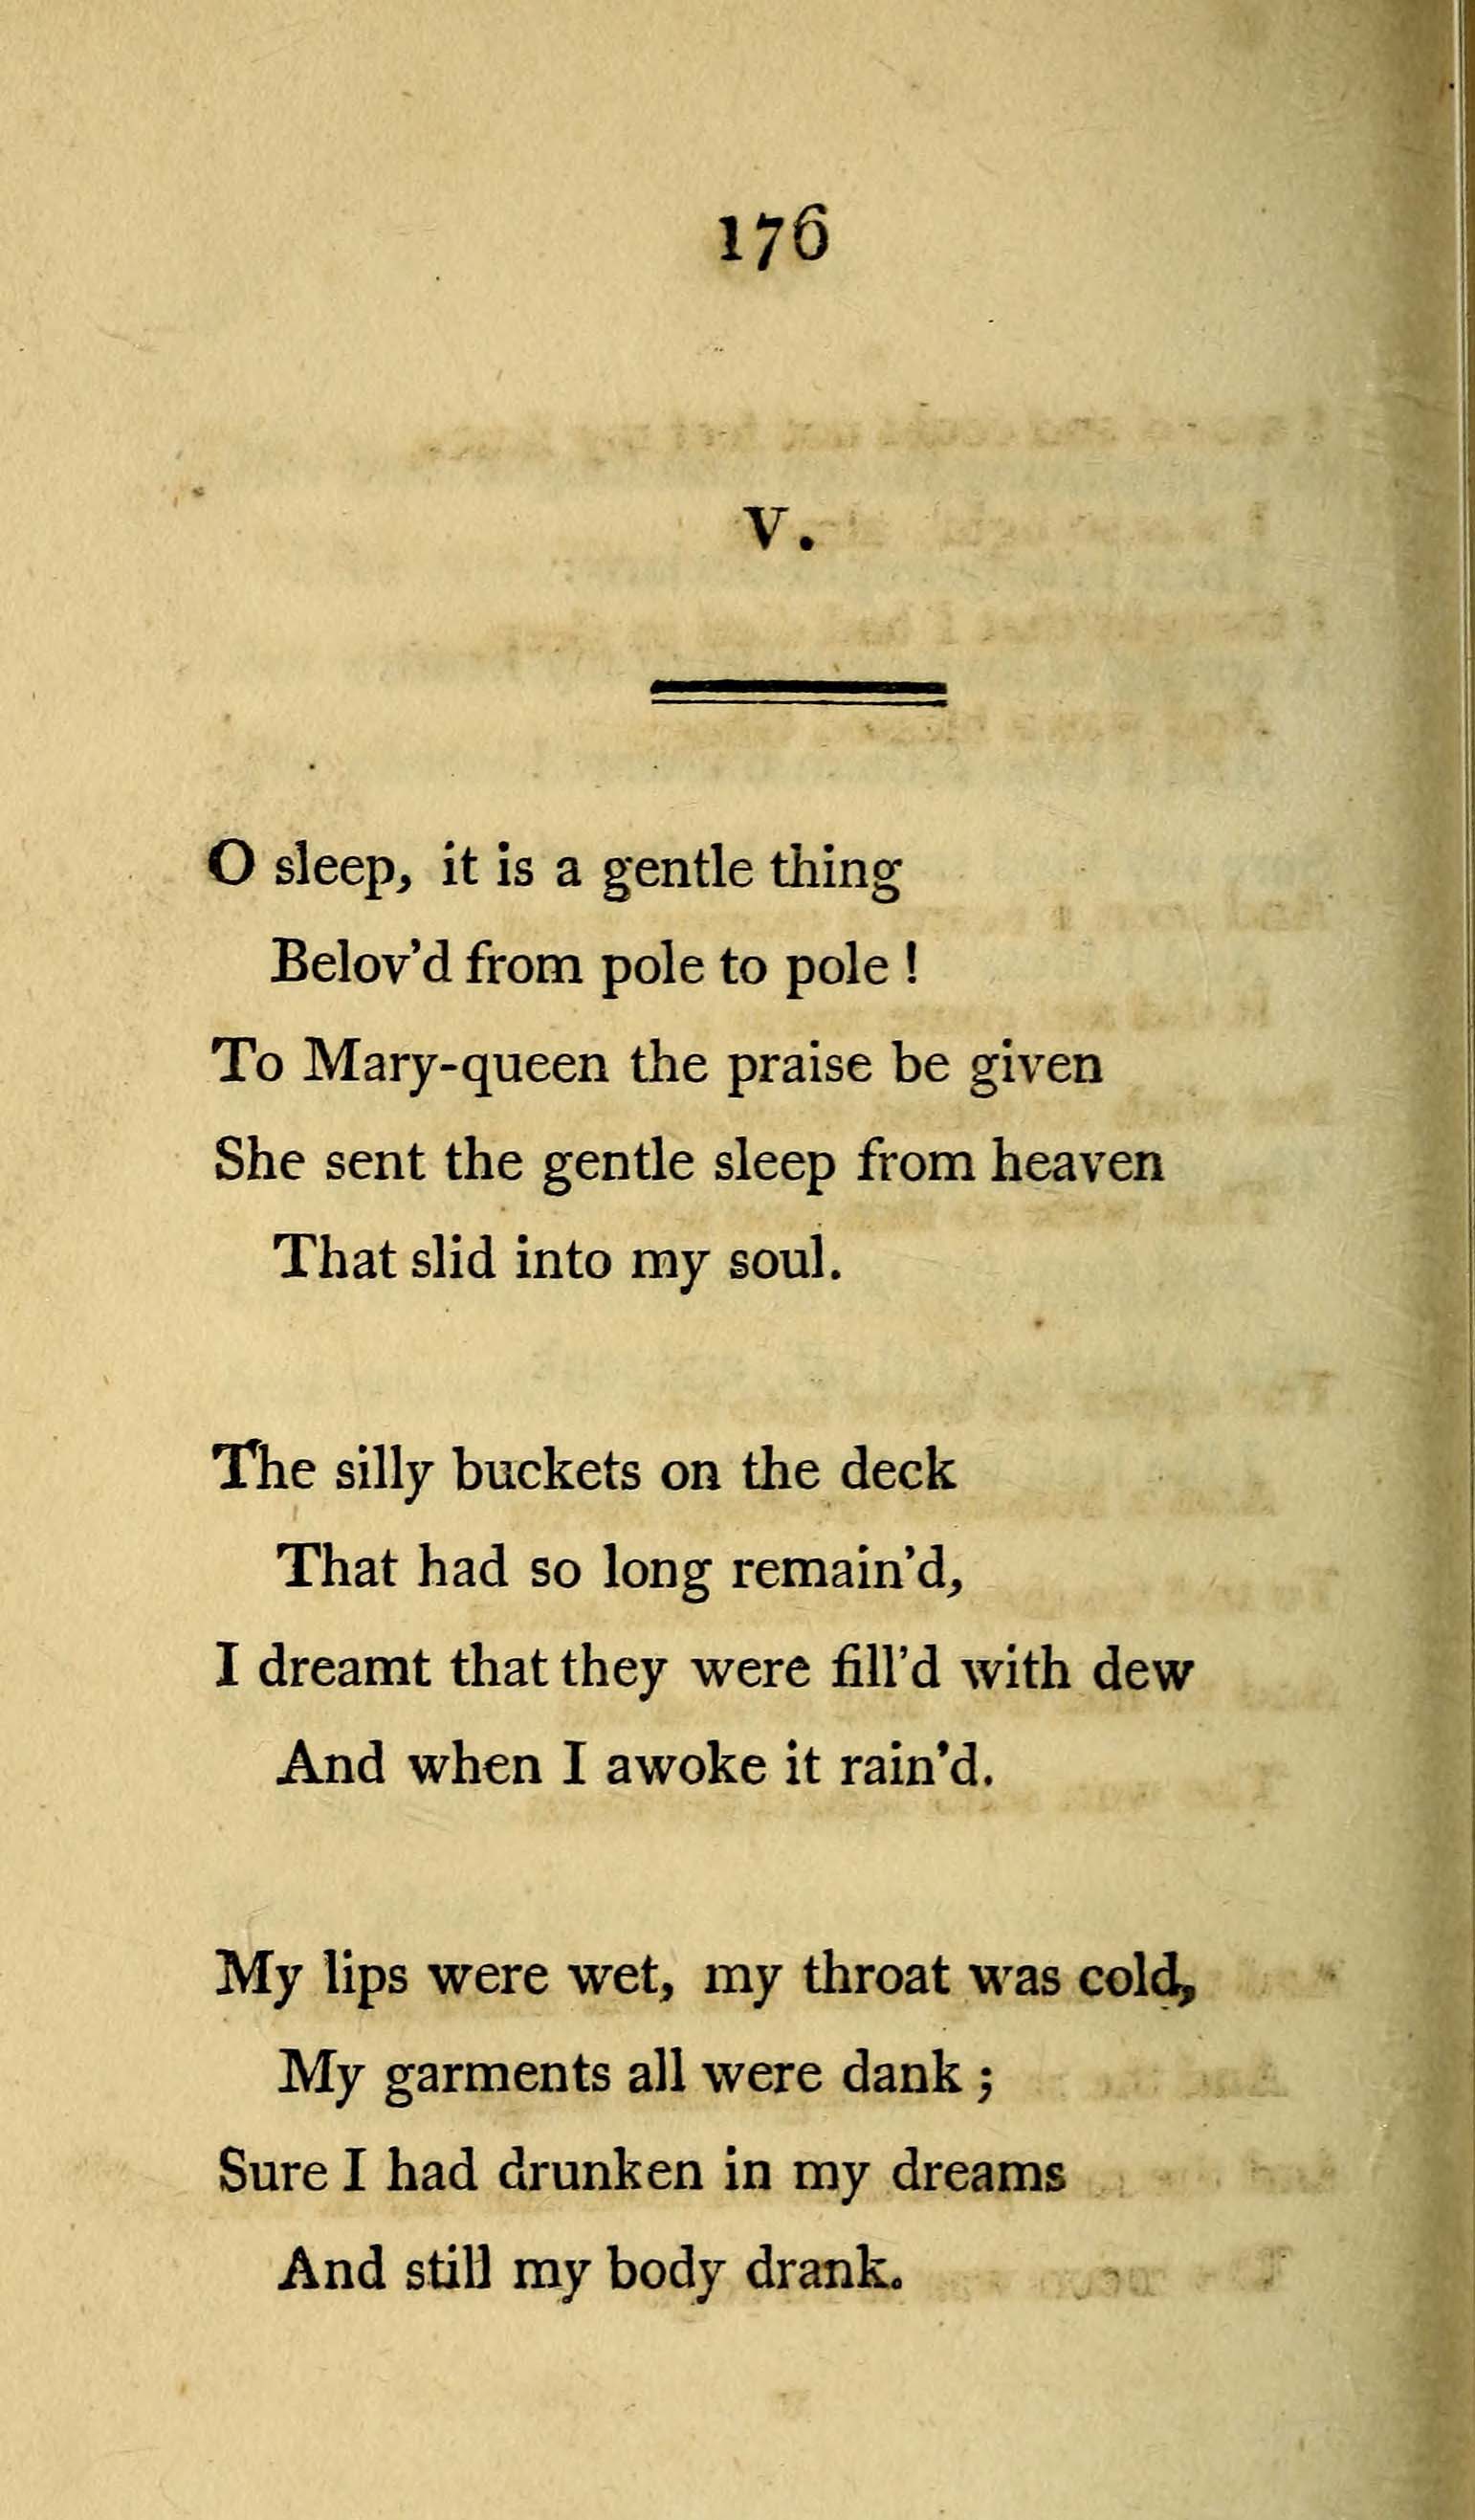 176
V.
O sleep, it is a gentle thing
Belov'd from pole to pole !
To Mary-queen the praise be given
She sent the gentle sleep from heaven
That slid into my soul.
The silly buckets on the deck
That had so long remain'd,
I dreamt that they were fill'd with dew
And when I awoke it rain'd.
My lips were wet, my throat was cold,
My garments all were dank ;
Sure I had drunken in my dreams
And still my body drank.